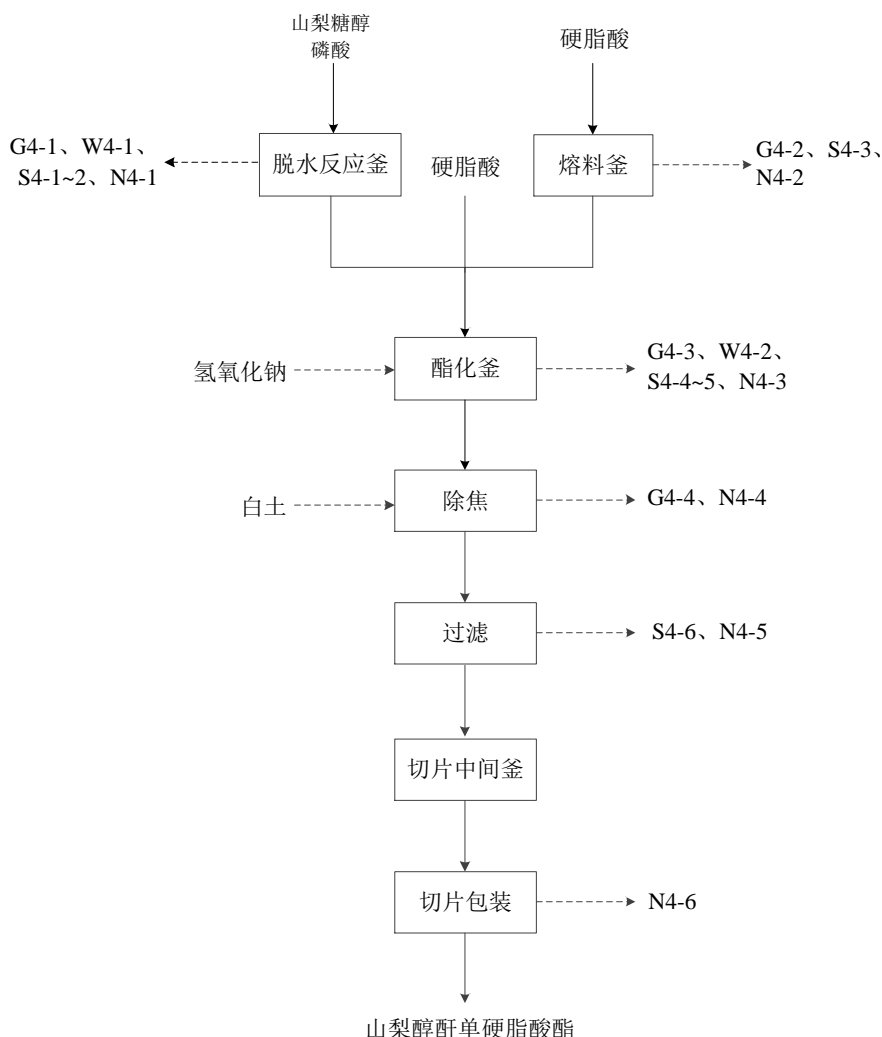 山梨糖醇
磷酸
硬脂酸
G4-1、W4-1、
S4-1~2、N4-1
脱水反应釜
硬脂酸
熔料釜
G4-2、S4-3、
N4-2
氢氧化钠
酯化釜
G4-3、W4-2、
S4-4~5、N4-3
白土
除焦
G4-4、N4-4
过滤
S4-6、N4-5
切片中间釜
切片包装
N4-6
山梨醇酐单硬脂酸酯